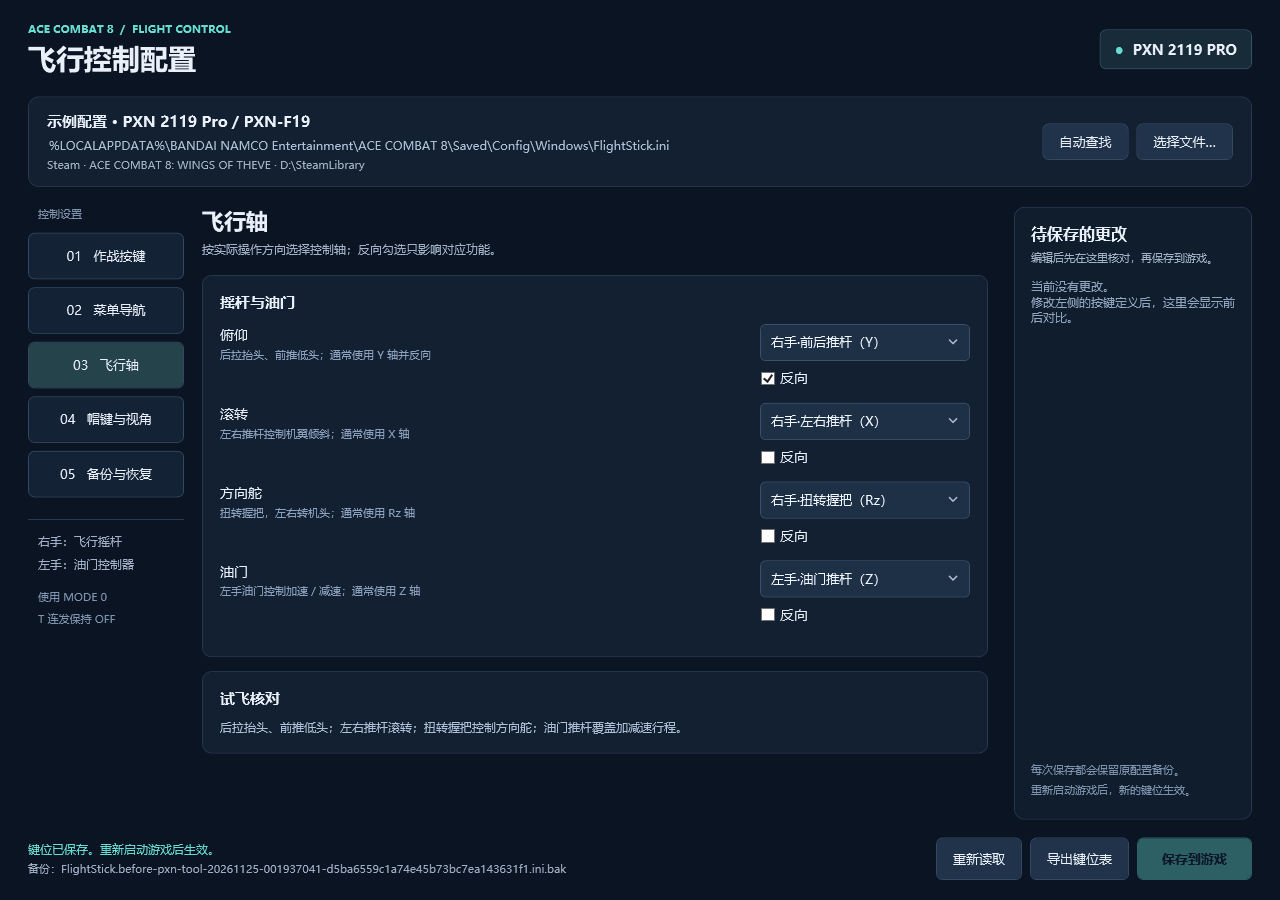 ACE COMBAT 8 / FLIGHT CONTROL
飞行控制配置
PXN 2119 PRO
示例配置 • PXN 2119 Pro / PXN-F19
%LOCALAPPDATA%\BANDAI NAMCO Entertainment\ACE COMBAT 8\Saved\Config\Windows\FlightStick.ini
Steam · ACE COMBAT 8: WINGS OF THEVE · D:\SteamLibrary
自动查找
选择文件...
控制设置
01 作战按键
02 菜单导航
03 飞行轴
04 帽键与视角
05 备份与恢复
右手：飞行摇杆
左手：油门控制器
使用 MODE 0
T 连发保持 OFF
飞行轴
按实际操作方向选择控制轴；反向勾选只影响对应功能。
摇杆与油门
俯仰
后拉抬头、前推低头；通常使用 Y 轴并反向
右手·前后推杆（Y）
反向
滚转
左右推杆控制机翼倾斜；通常使用 X 轴
右手·左右推杆（X）
反向
方向舵
扭转握把，左右转机头；通常使用 Rz 轴
右手·扭转握把（Rz）
反向
油门
左手油门控制加速 / 减速；通常使用 Z 轴
左手·油门推杆（Z）
反向
试飞核对
后拉抬头、前推低头；左右推杆滚转；扭转握把控制方向舵；油门推杆覆盖加减速行程。
待保存的更改
编辑后先在这里核对，再保存到游戏。
当前没有更改。
修改左侧的按键定义后，这里会显示前
后对比。
每次保存都会保留原配置备份。
重新启动游戏后，新的键位生效。
键位已保存。重新启动游戏后生效。
备份：FlightStick.before-pxn-tool-20261125-001937041-d5ba6559c1a74e45b73bc7ea143631f1.ini.bak
重新读取
导出键位表
保存到游戏